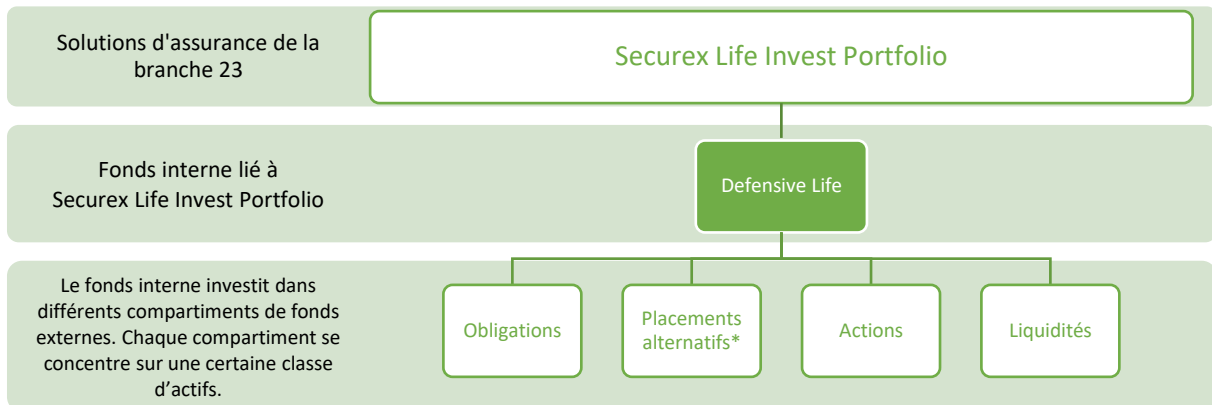 Solutions d'assurance de la
branche 23
Securex Life Invest Portfolio
Fonds interne lié à
Securex Life Invest Portfolio
Defensive Life
Le fonds interne investit dans
différents compartiments de fonds
externes. Chaque compartiment se
concentre sur une certaine classe
d’actifs.
Obligations
Placements
alternatifs*
Actions
Liquidités